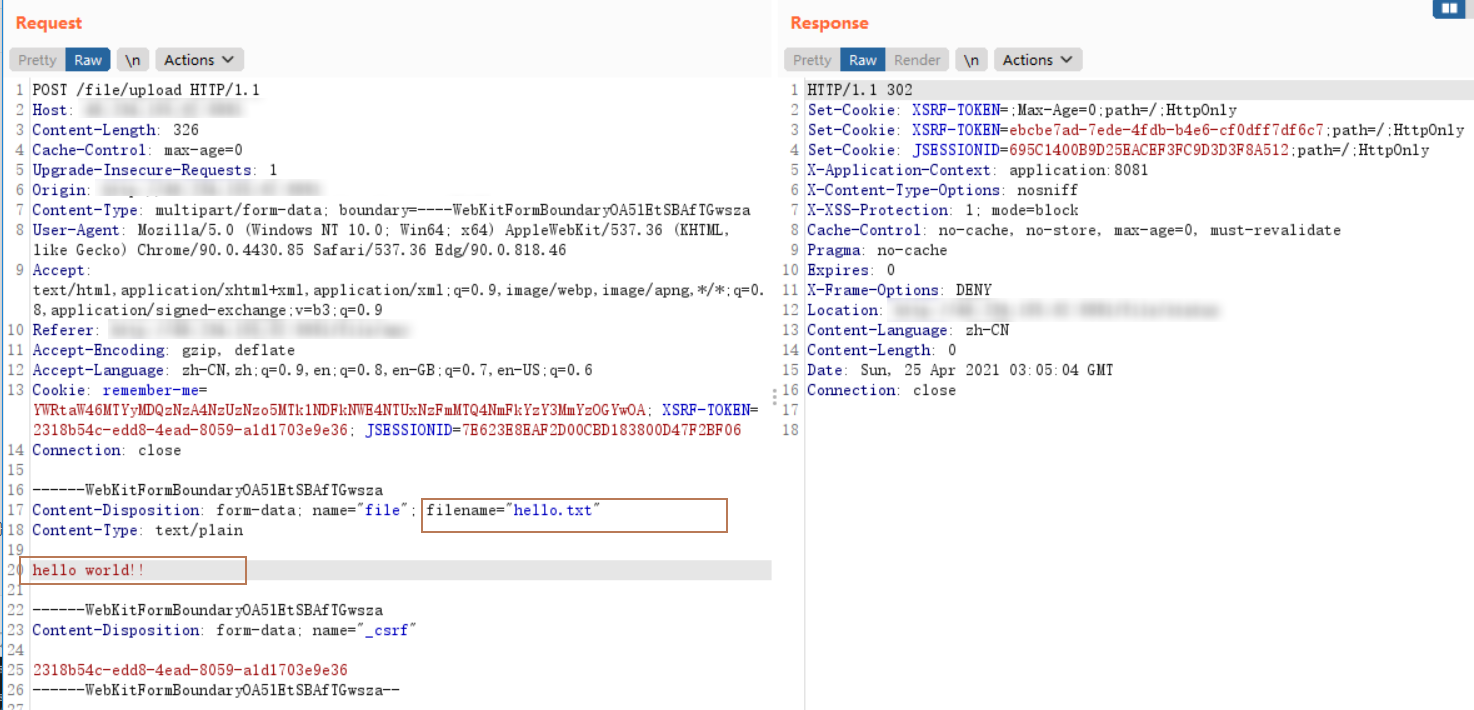 Request
Pretty Raw \n Actions
1 POST /file/upload HTTP/1.1
2 Host:
3 Content-Length: 326
4 Cache-Control: max-age=0
5 Upgrade-Insecure-Requests: 1
6 Origin:
7 Content-Type: multipart/form-data; boundary=----WebKitFormBoundaryOA5lEtSBAfTGwsza
8 User-Agent: Mozilla/5.0 (Windows NT 10.0; Win64; x64) AppleWebKit/537.36 (KHTML,
like Gecko) Chrome/90.0.4430.85 Safari/537.36 Edg/90.0.818.46
9 Accept:
text/html,application/xhtml+xml,application/xml;q=0.9,image/webp,image/apng,*/*;q=0.
8,application/signed-exchange;v=b3;q=0.9
10 Referer:
11 Accept-Encoding: gzip, deflate
12 Accept-Language: zh-CN,zh;q=0.9,en;q=0.8,en-GB;q=0.7,en-US;q=0.6
13 Cookie: remember-me=
YWRtaW46MTYyMDQzNzA4NzUzNzo5MTk1NDFkNWE4NTUxNzFmMTQ4NmFkYzY3MmYzOGYwOA; XSRF-TOKEN=
2318b54c-edd8-4ead-8059-a1d1703e9e36; JSESSIONID=7E623E8EAF2D00CBD183800D47F2BF06
14 Connection: close
15
16 ------WebKitFormBoundaryOA5lEtSBAfTGwsza
17 Content-Disposition: form-data; name="file"; filename="hello.txt"
18 Content-Type: text/plain
19
20 hello world!!
21
22 ------WebKitFormBoundaryOA5lEtSBAfTGwsza
23 Content-Disposition: form-data; name="_csrf"
24
25 2318b54c-edd8-4ead-8059-a1d1703e9e36
26 ------WebKitFormBoundaryOA5lEtSBAfTGwsza--
27
Response
Pretty Raw Render \n Actions
1 HTTP/1.1 302
2 Set-Cookie: XSRF-TOKEN=;Max-Age=0;path=/;HttpOnly
3 Set-Cookie: XSRF-TOKEN=ebcbe7ad-7ede-4fdb-b4e6-cf0dff7df6c7;path=/;HttpOnly
4 Set-Cookie: JSESSIONID=695C1400B9D25EACEF3FC9D3D3F8A512;path=/;HttpOnly
5 X-Application-Context: application:8081
6 X-Content-Type-Options: nosniff
7 X-XSS-Protection: 1; mode=block
8 Cache-Control: no-cache, no-store, max-age=0, must-revalidate
9 Pragma: no-cache
10 Expires: 0
11 X-Frame-Options: DENY
12 Location:
13 Content-Language: zh-CN
14 Content-Length: 0
15 Date: Sun, 25 Apr 2021 03:05:04 GMT
16 Connection: close
17
18